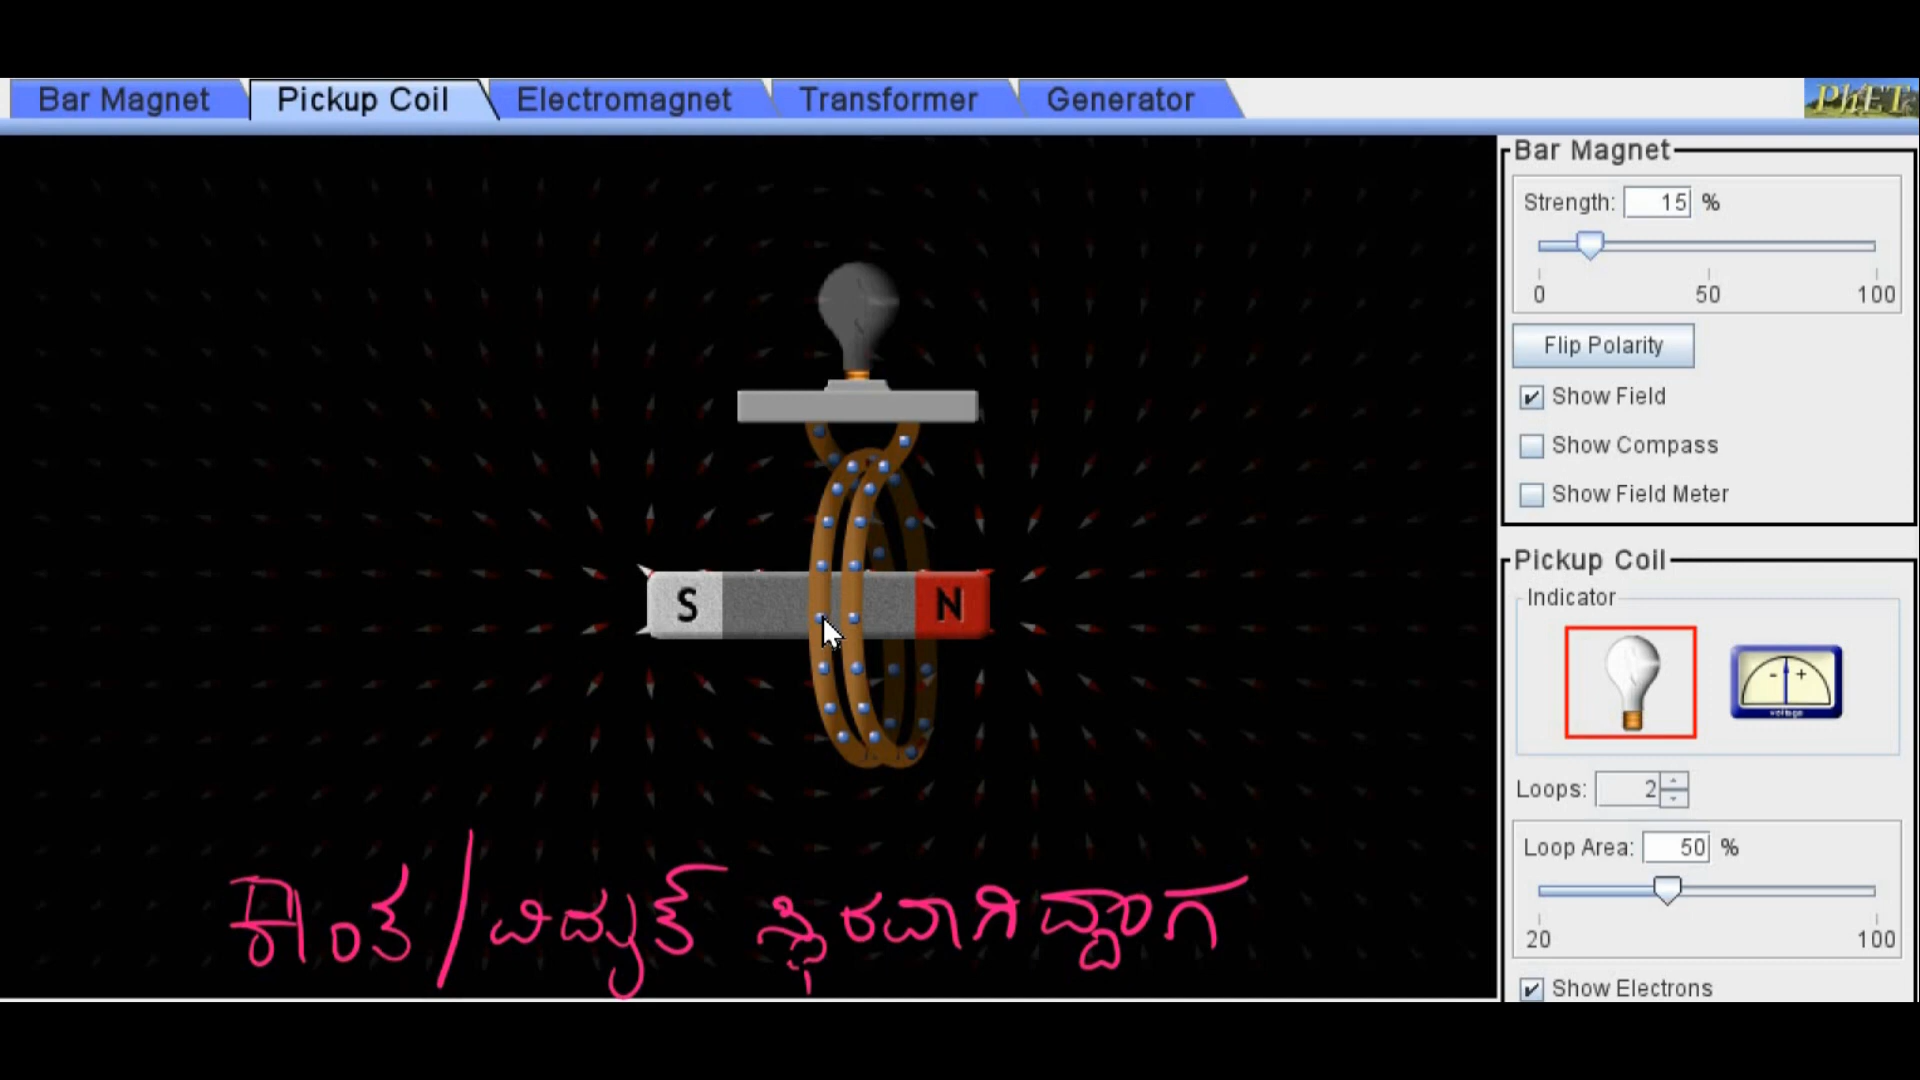 Bar Magnet
Pickup Coil
Electromagnet
Transformer
Generator
PhET
Bar Magnet
Strength: 15 %
0 50 100
Flip Polarity
Show Field
Show Compass
Show Field Meter
S
N
Pickup Coil
Indicator
- +
voltage
Loops: 2
Loop Area: 50 %
20 100
Show Electrons
ಕಾಂತ/ವಿದ್ಯುತ್ ಸ್ಥಿರವಾಗಿದ್ದಾಗ